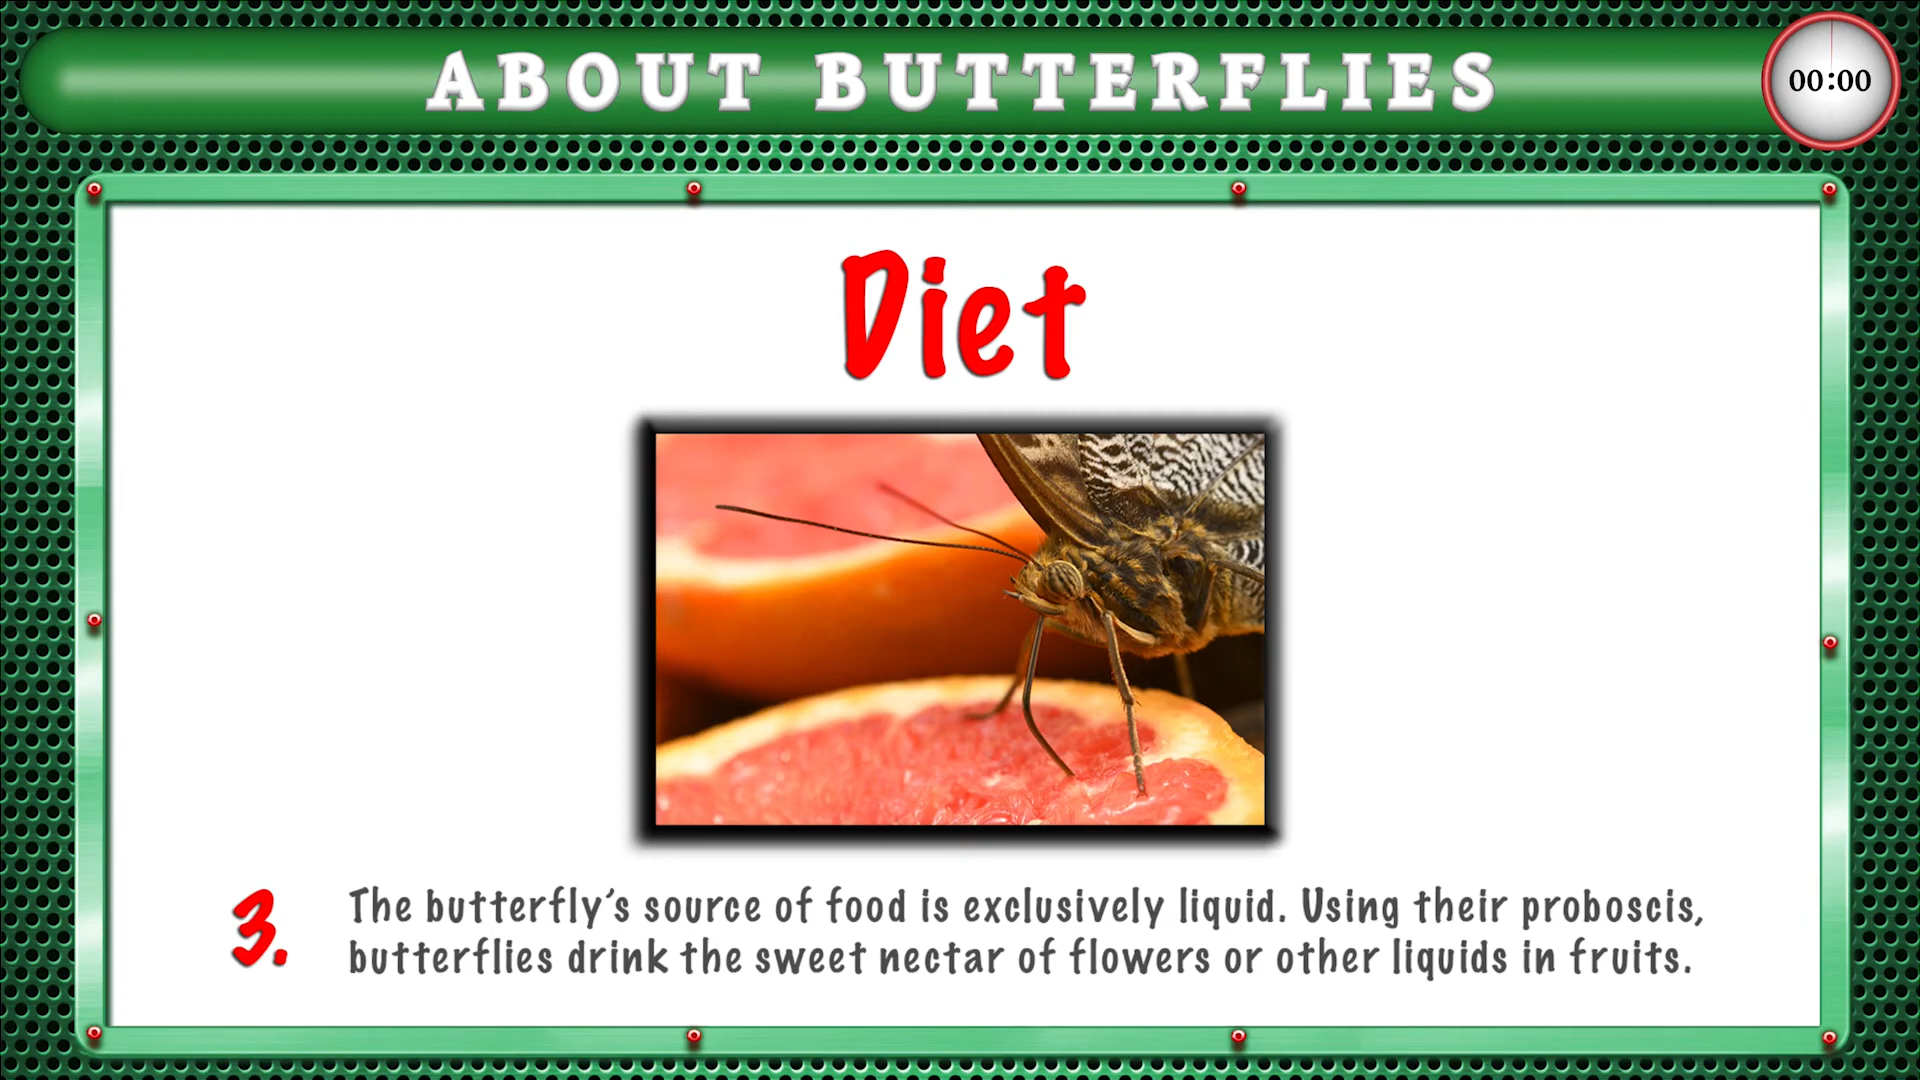 ABOUT BUTTERFLIES
00:00
Diet
3. The butterfly’s source of food is exclusively liquid. Using their proboscis,
butterflies drink the sweet nectar of flowers or other liquids in fruits.